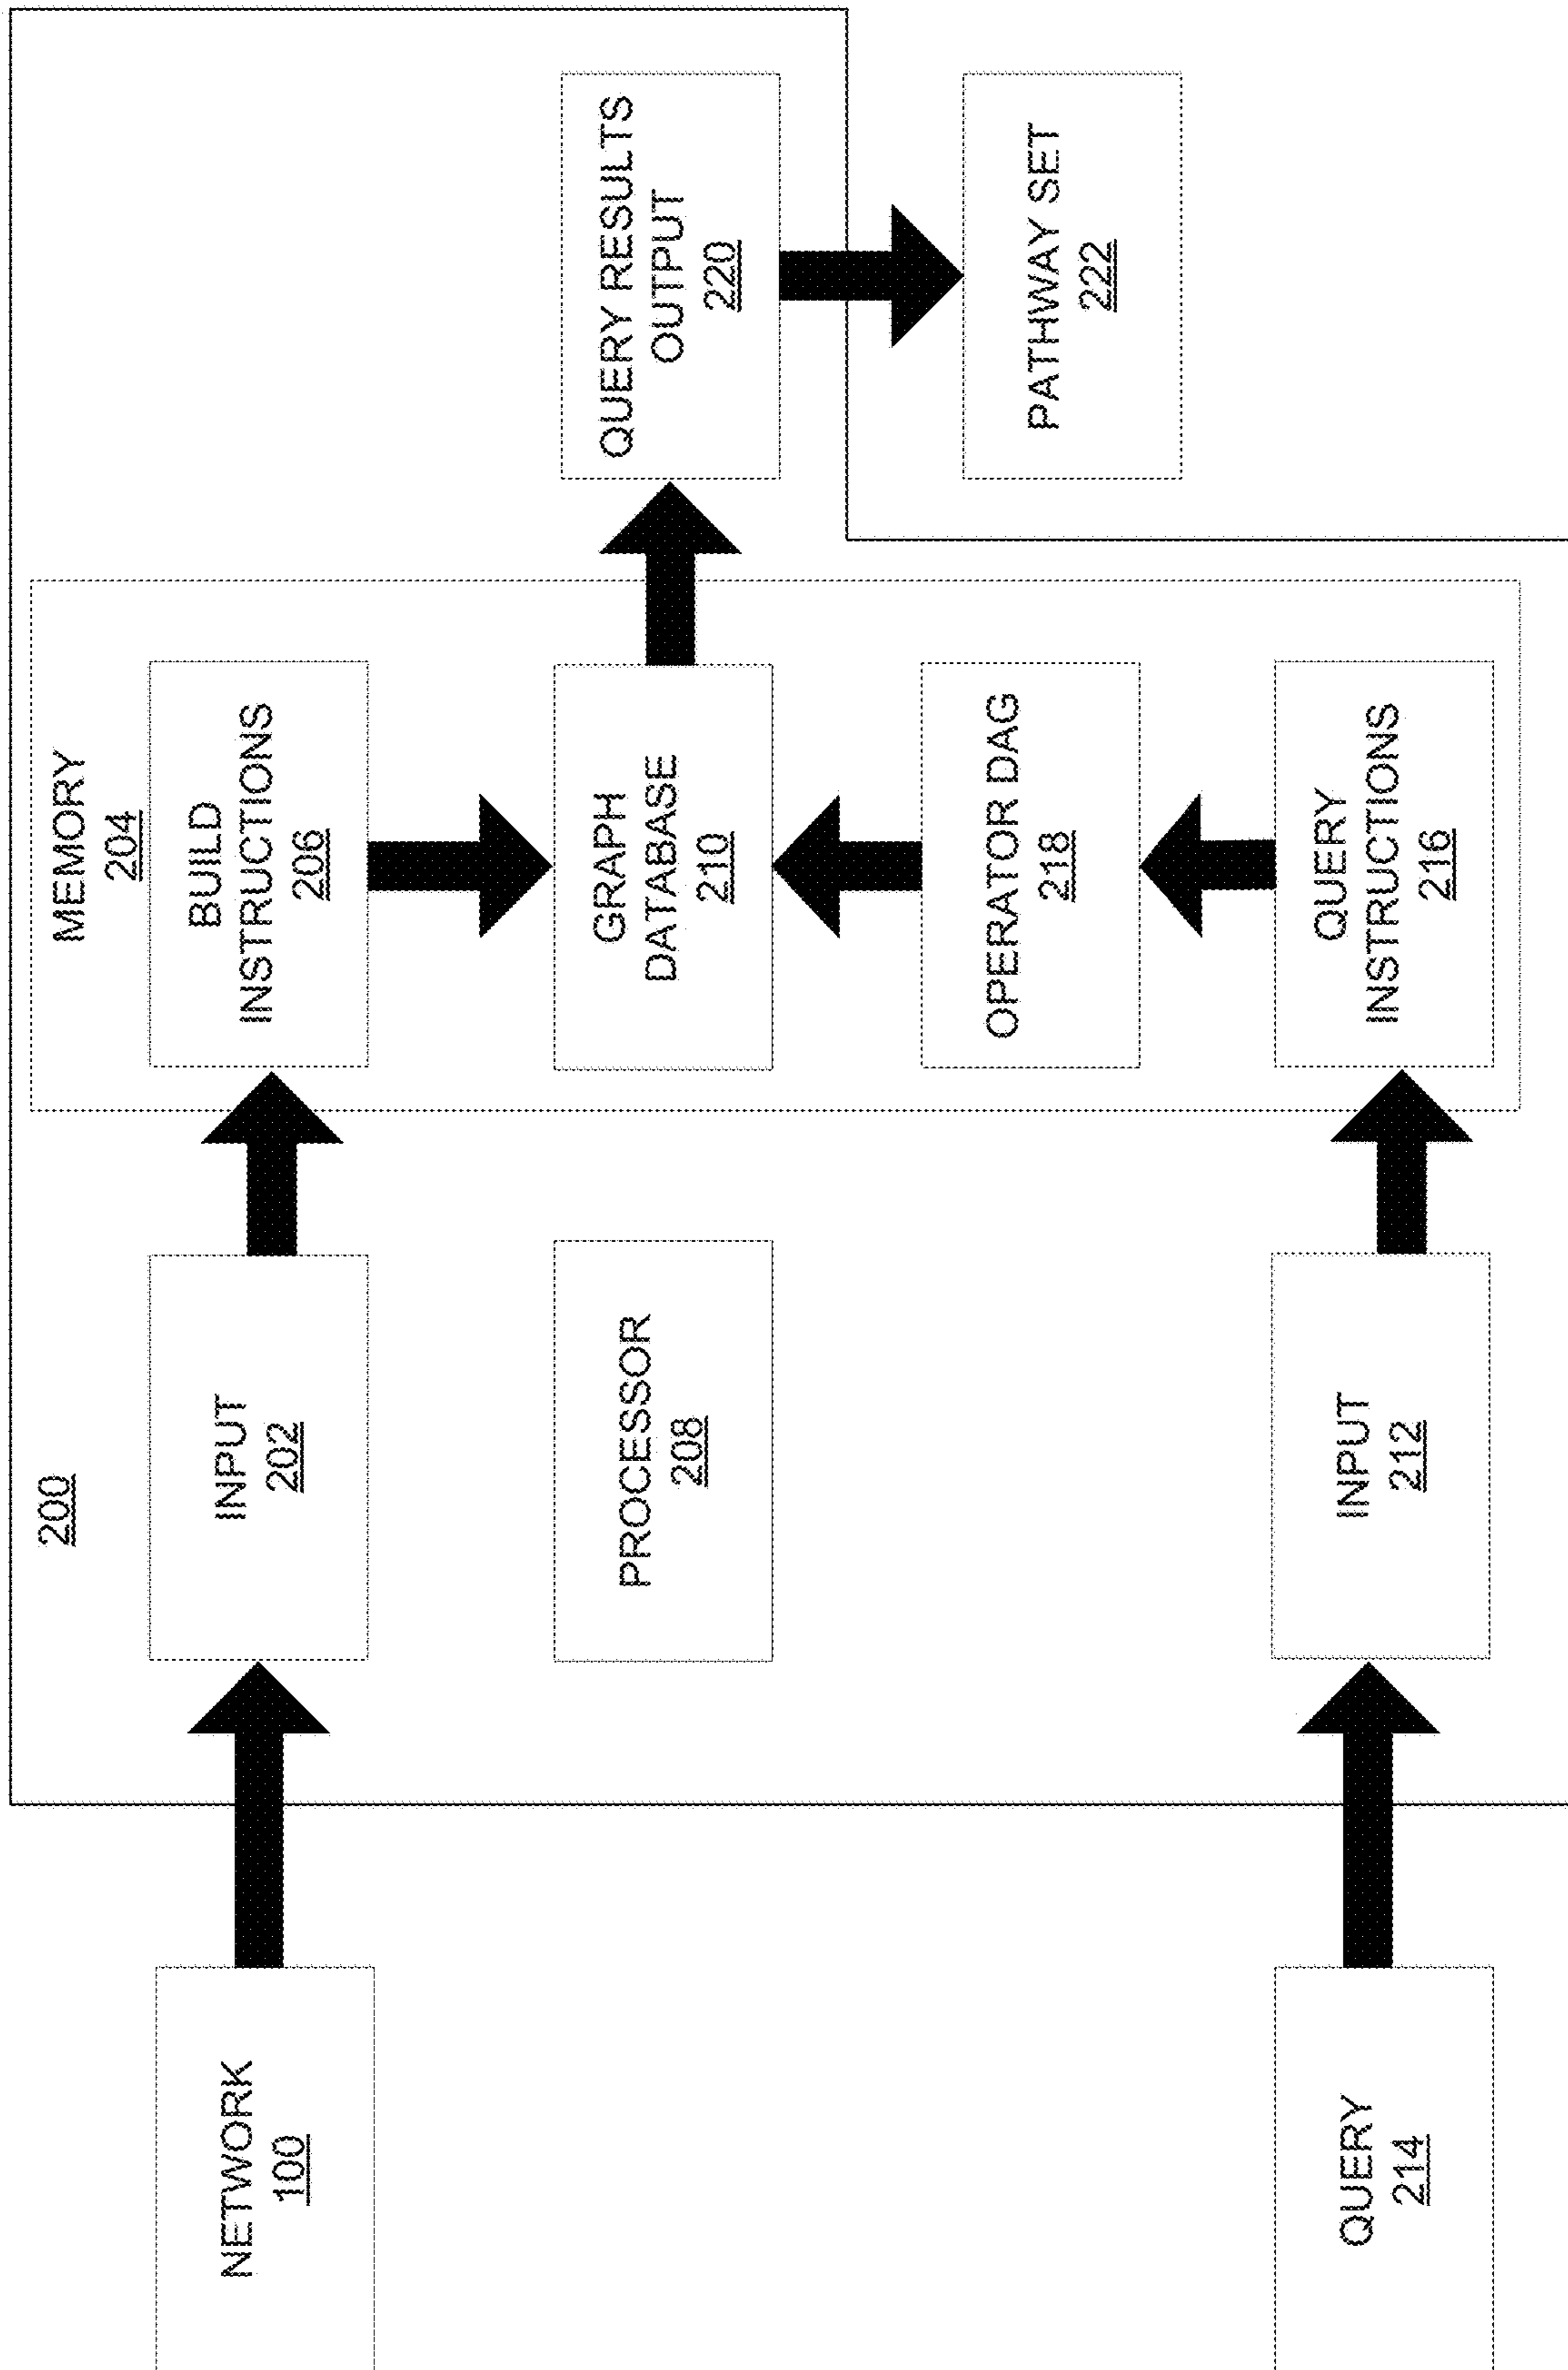 200
MEMORY
204
NETWORK
100
INPUT
202
BUILD
INSTRUCTIONS
206
PROCESSOR
208
GRAPH
DATABASE
210
QUERY RESULTS
OUTPUT
220
OPERATOR DAG
218
PATHWAY SET
222
QUERY
214
INPUT
212
QUERY
INSTRUCTIONS
216